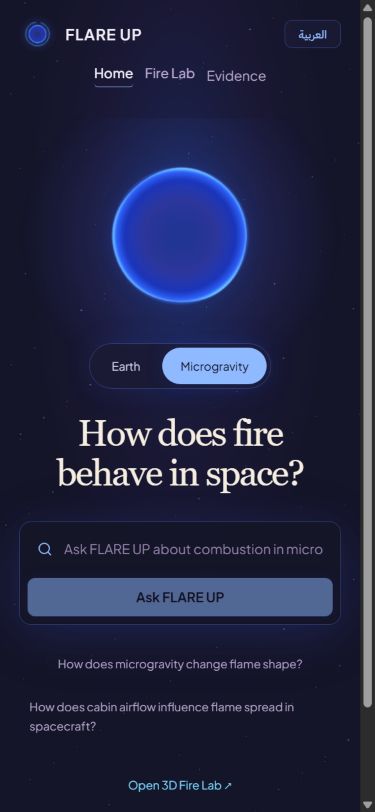 FLARE UP
العربية
Home Fire Lab Evidence
Earth Microgravity
How does fire
behave in space?
Ask FLARE UP about combustion in micro
Ask FLARE UP
How does microgravity change flame shape?
How does cabin airflow influence flame spread in
spacecraft?
Open 3D Fire Lab ↗